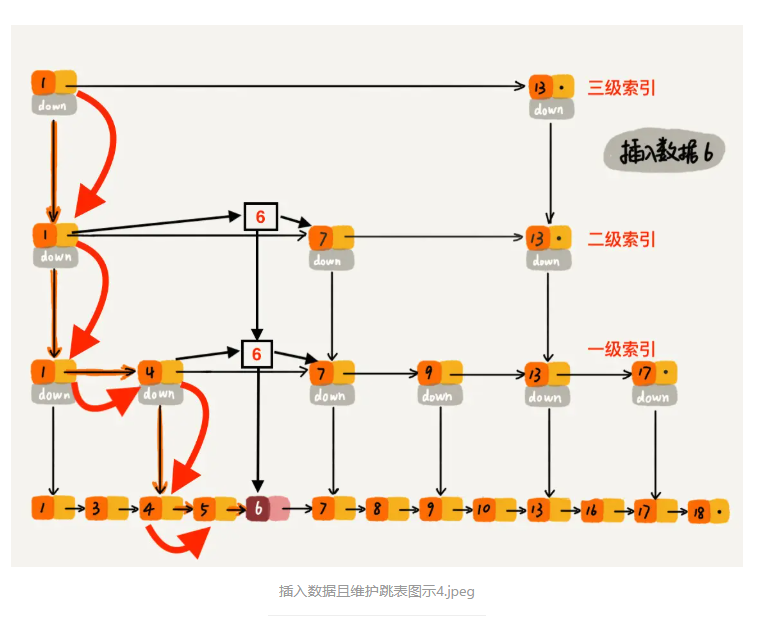 1 13 三级索引
down down
插入数据6
6
1 7 13 二级索引
down down down
6 一级索引
1 4 7 9 13 17
down down down down down down
1 3 4 5 6 7 8 9 10 13 16 17 18
插入数据且维护跳表图示4.jpeg